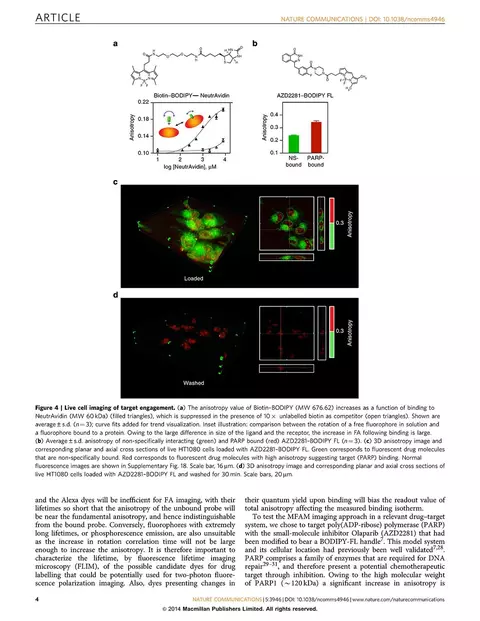 ARTICLE
NATURE COMMUNICATIONS | DOI: 10.1038/ncomms4946
a
b
Biotin–BODIPY— NeutrAvidin
AZD2281–BODIPY FL
Anisotropy
0.22
0.18
0.14
0.10
1 2 3 4
log [NeutrAvidin], μM
Anisotropy
0.4
0.3
0.2
0.1
NS-
bound
PARP-
bound
c
Loaded
0.3
Anisotropy
d
Washed
0.3
Anisotropy
Figure 4 | Live cell imaging of target engagement. (a) The anisotropy value of Biotin–BODIPY (MW 676.62) increases as a function of binding to
NeutrAvidin (MW 60 kDa) (filled triangles), which is suppressed in the presence of 10 × unlabelled biotin as competitor (open triangles). Shown are
average ± s.d. (n = 3); curve fits added for trend visualization. Inset illustration: comparison between the rotation of a free fluorophore in solution and
a fluorophore bound to a protein. Owing to the large difference in size of the ligand and the receptor, the increase in FA following binding is large.
(b) Average ± s.d. anisotropy of non-specifically interacting (green) and PARP bound (red) AZD2281–BODIPY FL (n = 3). (c) 3D anisotropy image and
corresponding planar and axial cross sections of live HT1080 cells loaded with AZD2281–BODIPY FL. Green corresponds to fluorescent drug molecules
that are non-specifically bound. Red corresponds to fluorescent drug molecules with high anisotropy suggesting target (PARP) binding. Normal
fluorescence images are shown in Supplementary Fig. 18. Scale bar, 16 μm. (d) 3D anisotropy image and corresponding planar and axial cross sections of
live HT1080 cells loaded with AZD2281–BODIPY FL and washed for 30 min. Scale bars, 20 μm.
and the Alexa dyes will be inefficient for FA imaging, with their
lifetimes so short that the anisotropy of the unbound probe will
be near the fundamental anisotropy, and hence indistinguishable
from the bound probe. Conversely, fluorophores with extremely
long lifetimes, or phosphorescence emission, are also unsuitable
as the increase in rotation correlation time will not be large
enough to increase the anisotropy. It is therefore important to
characterize the lifetime, by fluorescence lifetime imaging
microscopy (FLIM), of the possible candidate dyes for drug
labelling that could be potentially used for two-photon fluore-
scence polarization imaging. Also, dyes presenting changes in
their quantum yield upon binding will bias the readout value of
total anisotropy affecting the measured binding isotherm.
To test the MFAM imaging approach in a relevant drug–target
system, we chose to target poly(ADP-ribose) polymerase (PARP)
with the small-molecule inhibitor Olaparib (AZD2281) that had
been modified to bear a BODIPY-FL handle7. This model system
and its cellular location had previously been well validated7,28.
PARP comprises a family of enzymes that are required for DNA
repair29–31, and therefore present a potential chemotherapeutic
target through inhibition. Owing to the high molecular weight
of PARP1 (~120 kDa) a significant increase in anisotropy is
4
NATURE COMMUNICATIONS | 5:3946 | DOI: 10.1038/ncomms4946 | www.nature.com/naturecommunications
© 2014 Macmillan Publishers Limited. All rights reserved.